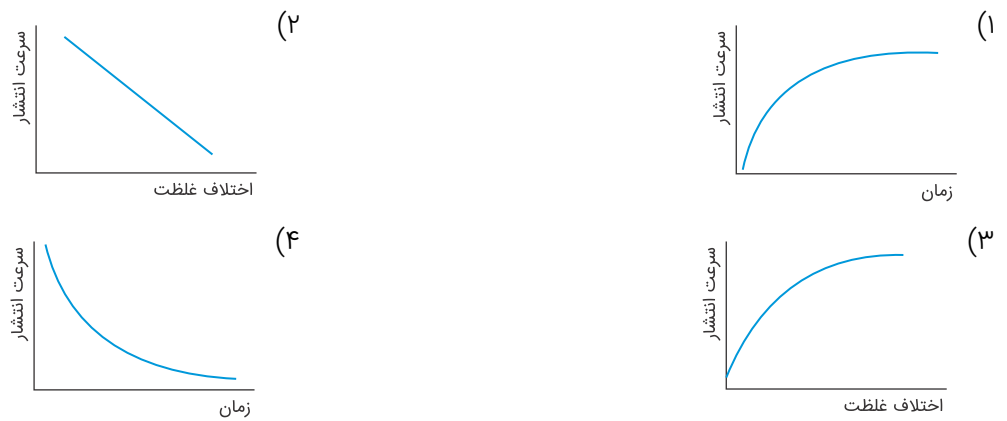 ۱)
سرعت انتشار
زمان
۲)
سرعت انتشار
اختلاف غلظت
۳)
سرعت انتشار
اختلاف غلظت
۴)
سرعت انتشار
زمان